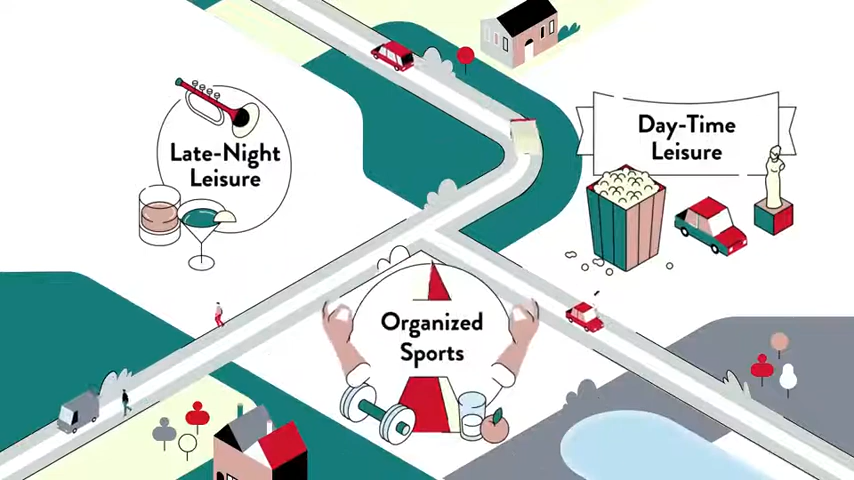 Late-Night
Leisure
Day-Time
Leisure
Organized
Sports